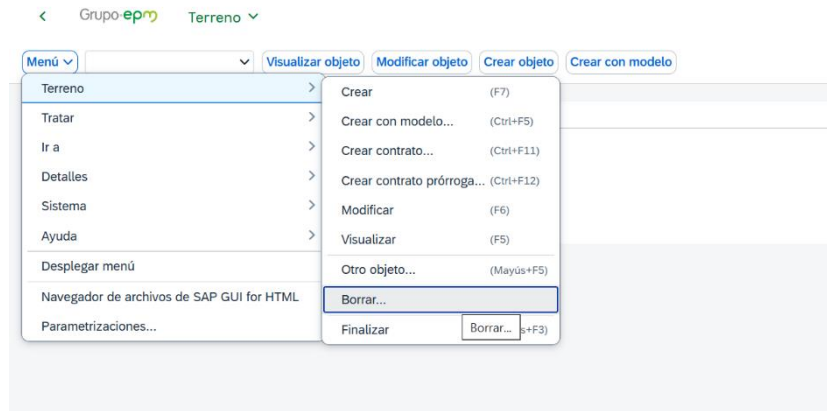 Grupo·epm Terreno
Menú Visualizar objeto Modificar objeto Crear objeto Crear con modelo
Terreno
Tratar
Ir a
Detalles
Sistema
Ayuda
Desplegar menú
Navegador de archivos de SAP GUI for HTML
Parametrizaciones...
Crear (F7)
Crear con modelo... (Ctrl+F5)
Crear contrato... (Ctrl+F11)
Crear contrato prórroga... (Ctrl+F12)
Modificar (F6)
Visualizar (F5)
Otro objeto... (Mayús+F5)
Borrar...
Finalizar s+F3)
Borrar...